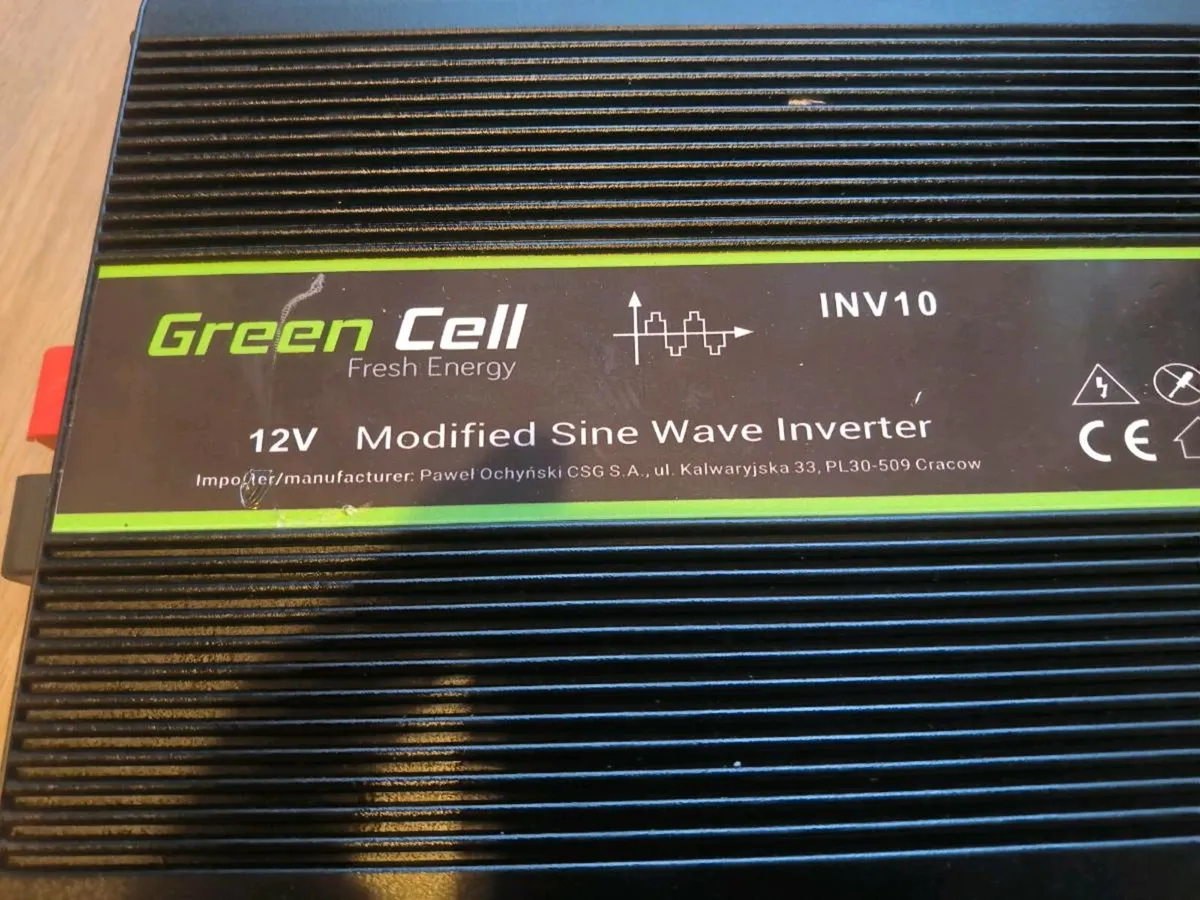 Green Cell
INV10
Fresh Energy
12V Modified Sine Wave Inverter
Importer/manufacturer: Paweł Ochyński CSG S.A., ul. Kalwaryjska 33, PL30-509 Cracow
CE